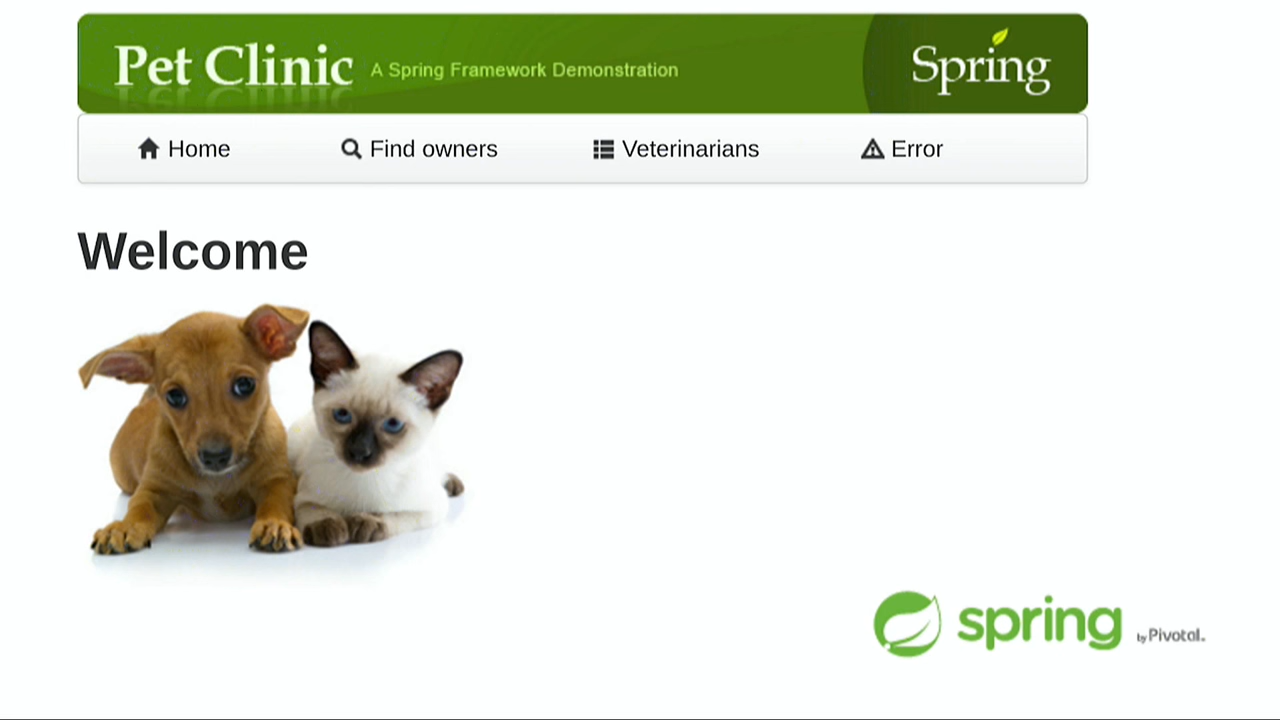 Pet Clinic A Spring Framework Demonstration Spring
Home Find owners Veterinarians Error
Welcome
spring by Pivotal.